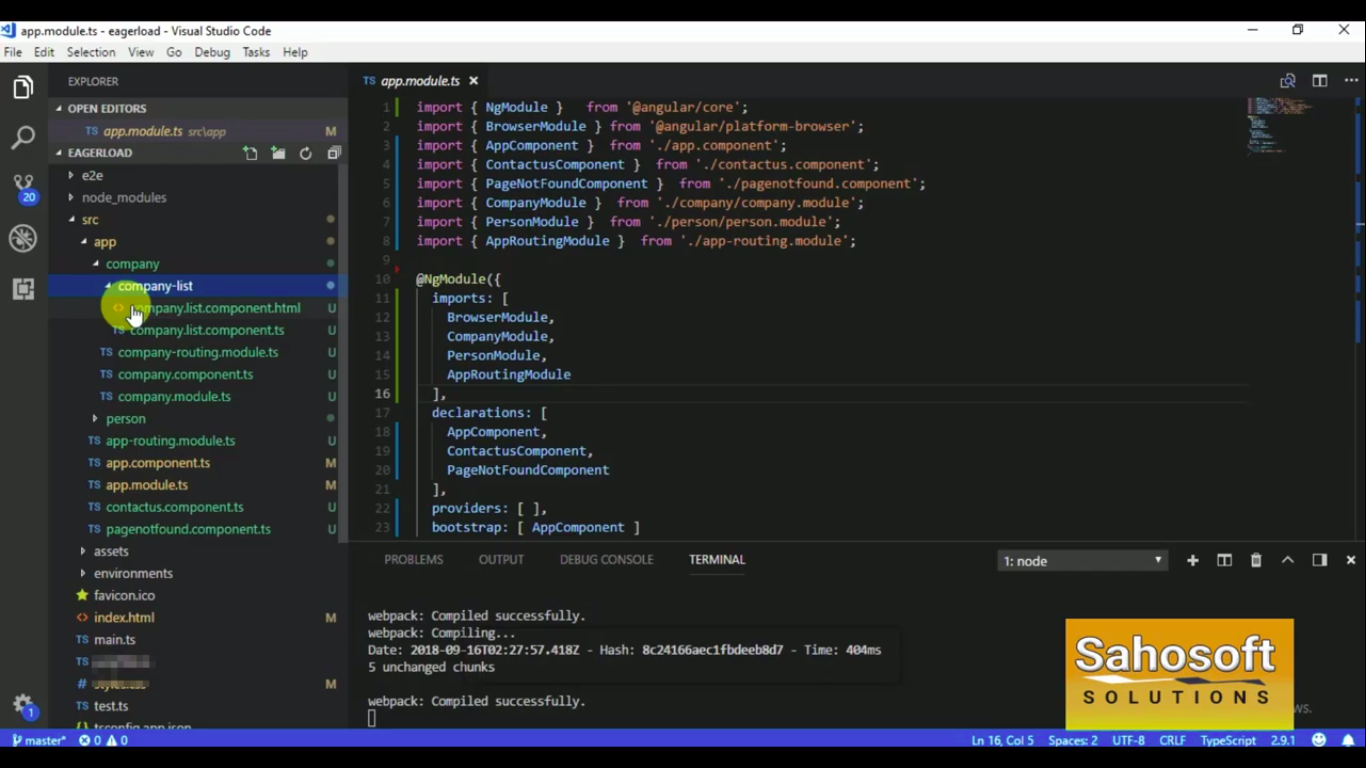 app.module.ts - eagerload - Visual Studio Code
File Edit Selection View Go Debug Tasks Help
EXPLORER
OPEN EDITORS
TS app.module.ts src\app M
EAGERLOAD
e2e
node_modules
src
app
company
company-list
company.list.component.html U
TS company.list.component.ts U
TS company-routing.module.ts U
TS company.component.ts U
TS company.module.ts U
person
TS app-routing.module.ts U
TS app.component.ts M
TS app.module.ts M
TS contactus.component.ts U
TS pagenotfound.component.ts U
assets
environments
favicon.ico
<> index.html M
TS main.ts
TS
# M
TS test.ts
{} tsconfig.app.json
20
1
TS app.module.ts
1 import { NgModule }   from '@angular/core';
2 import { BrowserModule } from '@angular/platform-browser';
3 import { AppComponent }  from './app.component';
4 import { ContactusComponent }  from './contactus.component';
5 import { PageNotFoundComponent }  from './pagenotfound.component';
6 import { CompanyModule }  from './company/company.module';
7 import { PersonModule }  from './person/person.module';
8 import { AppRoutingModule }  from './app-routing.module';
9
10 @NgModule({
11 imports: [
12 BrowserModule,
13 CompanyModule,
14 PersonModule,
15 AppRoutingModule
16 ],
17 declarations: [
18 AppComponent,
19 ContactusComponent,
20 PageNotFoundComponent
21 ],
22 providers: [ ],
23 bootstrap: [ AppComponent ]
PROBLEMS OUTPUT DEBUG CONSOLE TERMINAL 1: node
webpack: Compiled successfully.
webpack: Compiling...
Date: 2018-09-16T02:27:57.418Z - Hash: 8c24166aec1fbdeeb8d7 - Time: 404ms
5 unchanged chunks
webpack: Compiled successfully.
Sahosoft
SOLUTIONS
master* 0 0 Ln 16, Col 5 Spaces: 2 UTF-8 CRLF TypeScript 2.9.1